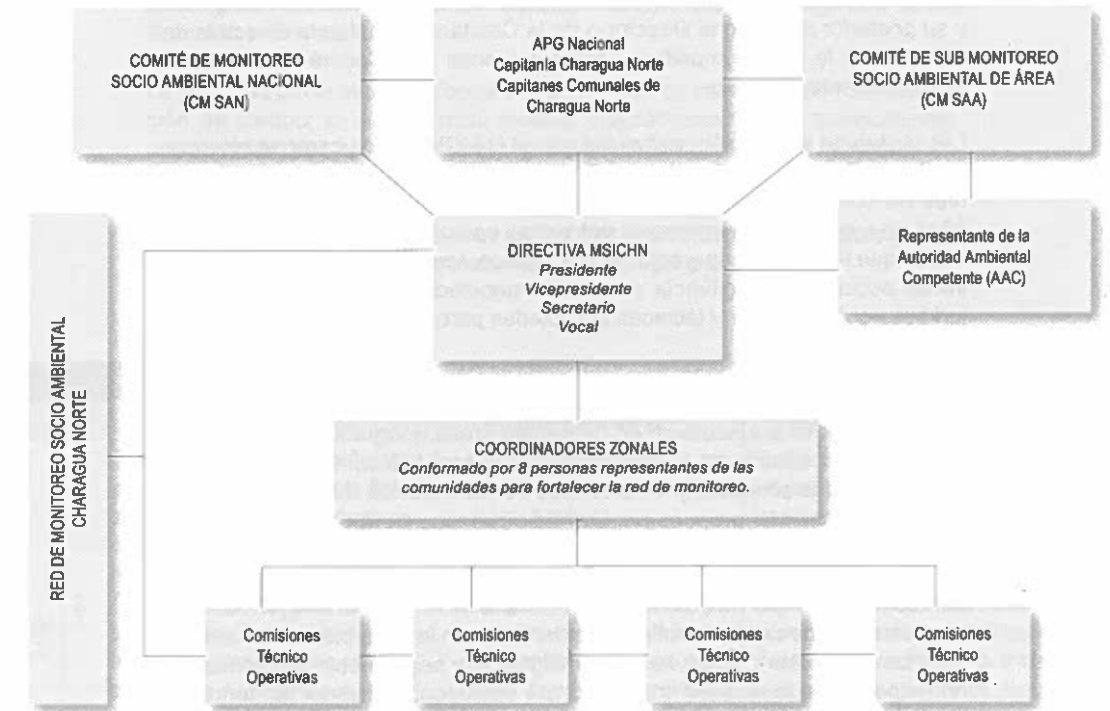 COMITÉ DE MONITOREO
SOCIO AMBIENTAL NACIONAL
(CM SAN)
APG Nacional
Capitanía Charagua Norte
Capitanes Comunales de
Charagua Norte
COMITÉ DE SUB MONITOREO
SOCIO AMBIENTAL DE ÁREA
(CM SAA)
DIRECTIVA MSICHN
Presidente
Vicepresidente
Secretario
Vocal
Representante de la
Autoridad Ambiental
Competente (AAC)
RED DE MONITOREO SOCIO AMBIENTAL
CHARAGUA NORTE
COORDINADORES ZONALES
Conformado por 8 personas representantes de las
comunidades para fortalecer la red de monitoreo.
Comisiones
Técnico
Operativas
Comisiones
Técnico
Operativas
Comisiones
Técnico
Operativas
Comisiones
Técnico
Operativas